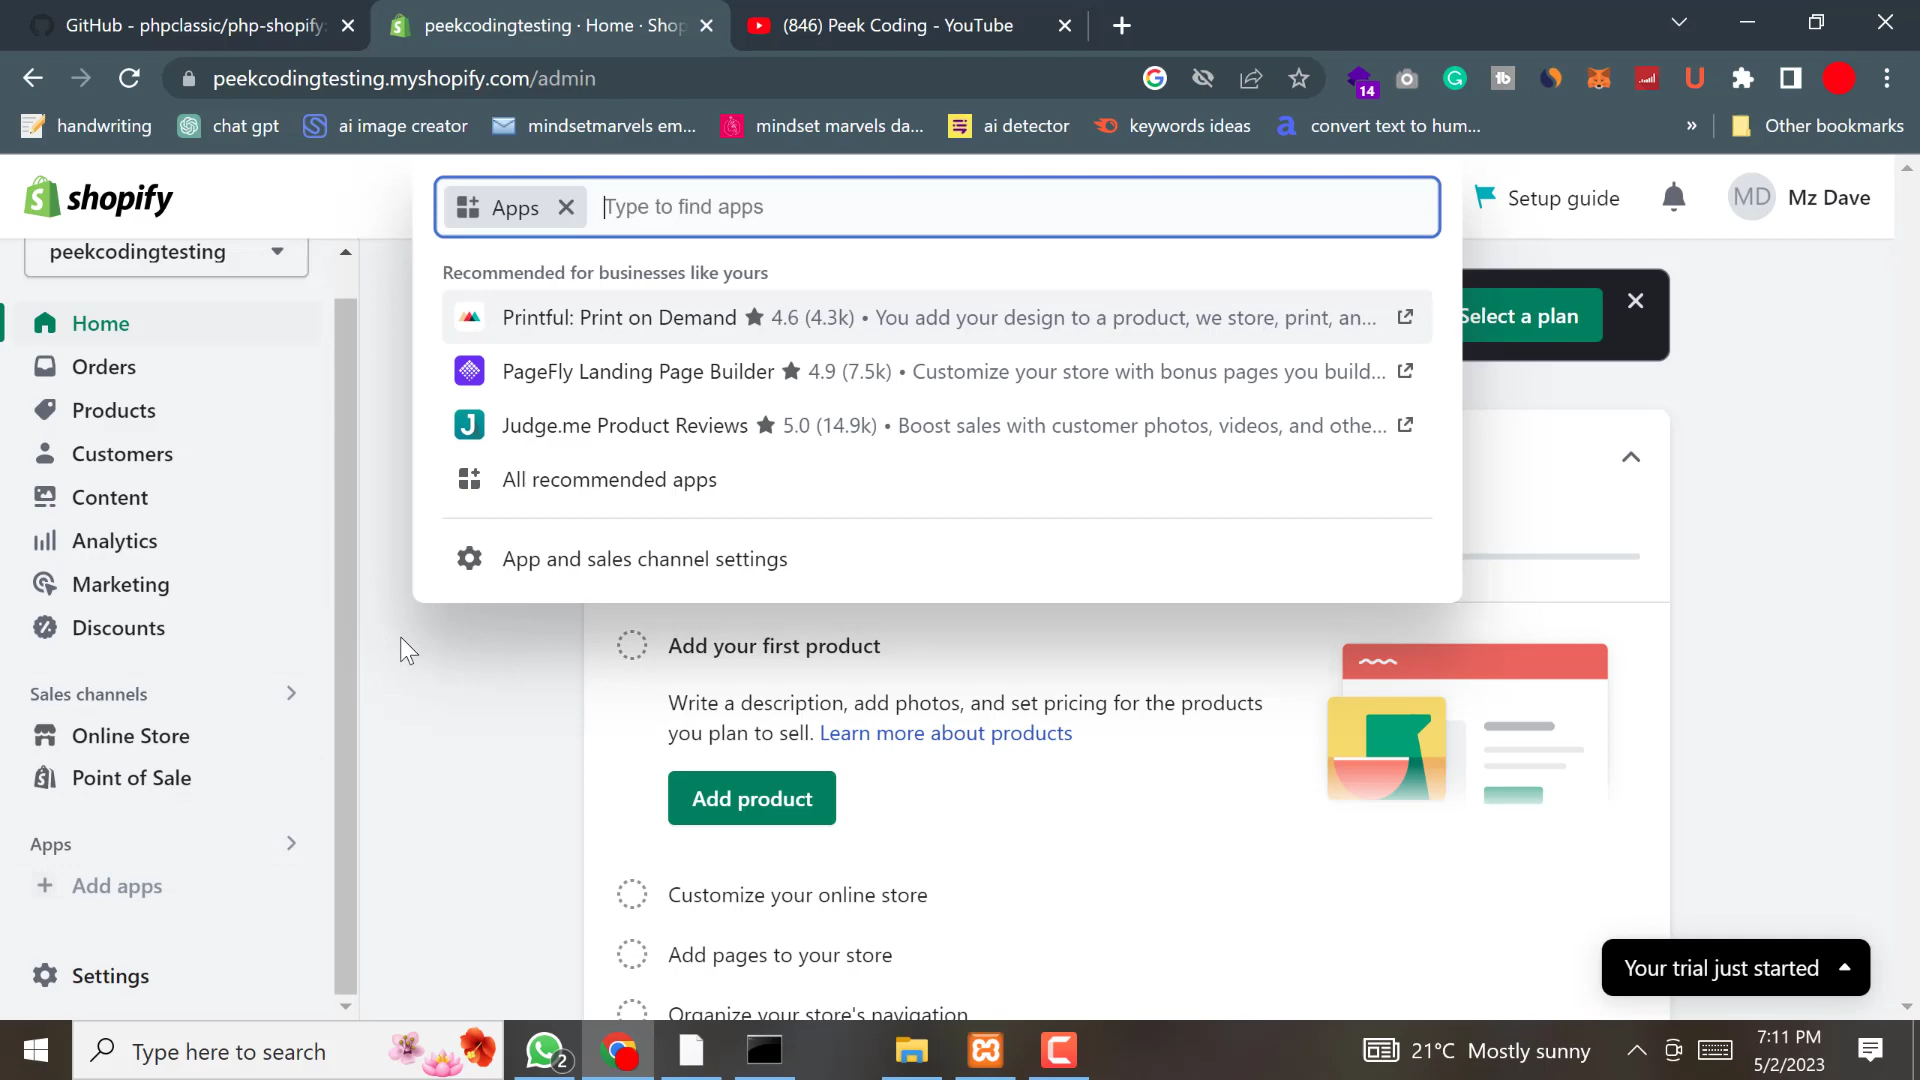 GitHub - phpclassic/php-shopify:
peekcodingtesting · Home · Shop
(846) Peek Coding - YouTube
peekcodingtesting.myshopify.com/admin
14
handwriting
chat gpt
ai image creator
mindsetmarvels em...
mindset marvels da...
ai detector
keywords ideas
convert text to hum...
»
Other bookmarks
shopify
Apps
Type to find apps
Setup guide
MD
Mz Dave
peekcodingtesting
Recommended for businesses like yours
Printful: Print on Demand ★ 4.6 (4.3k) • You add your design to a product, we store, print, an...
Select a plan
Home
PageFly Landing Page Builder ★ 4.9 (7.5k) • Customize your store with bonus pages you build...
Orders
Products
Judge.me Product Reviews ★ 5.0 (14.9k) • Boost sales with customer photos, videos, and othe...
Customers
All recommended apps
Content
Analytics
App and sales channel settings
Marketing
Discounts
Add your first product
Sales channels
Write a description, add photos, and set pricing for the products
you plan to sell. Learn more about products
Online Store
Point of Sale
Add product
Apps
Add apps
Customize your online store
Add pages to your store
Your trial just started
Settings
Organize your store's navigation
Type here to search
2
21°C Mostly sunny
7:11 PM
5/2/2023